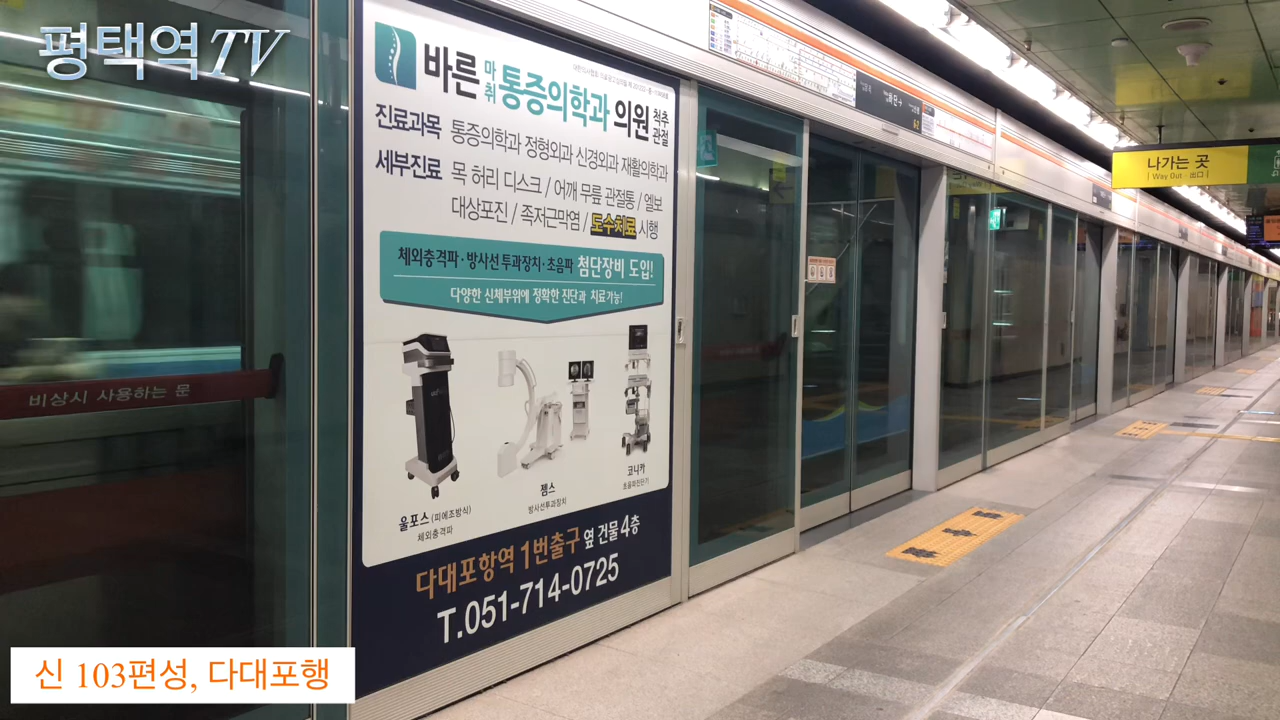 평택역TV
바른 마취 통증의학과 의원 척추 관절
진료과목 통증의학과 정형외과 신경외과 재활의학과
세부진료 목 허리 디스크 / 어깨 무릎 관절통 / 엘보
대상포진 / 족저근막염 / 도수치료 시행
체외충격파·방사선 투과장치·초음파 첨단장비 도입!
다양한 신체부위에 정확한 진단과 치료가능!
울포스 (피에조방식)
체외충격파
젬스
방사선투과장치
코니카
초음파진단기
다대포항역 1번출구 옆 건물 4층
T.051-714-0725
비상시 사용하는 문
나가는 곳
Way Out · 出口
신 103편성, 다대포행